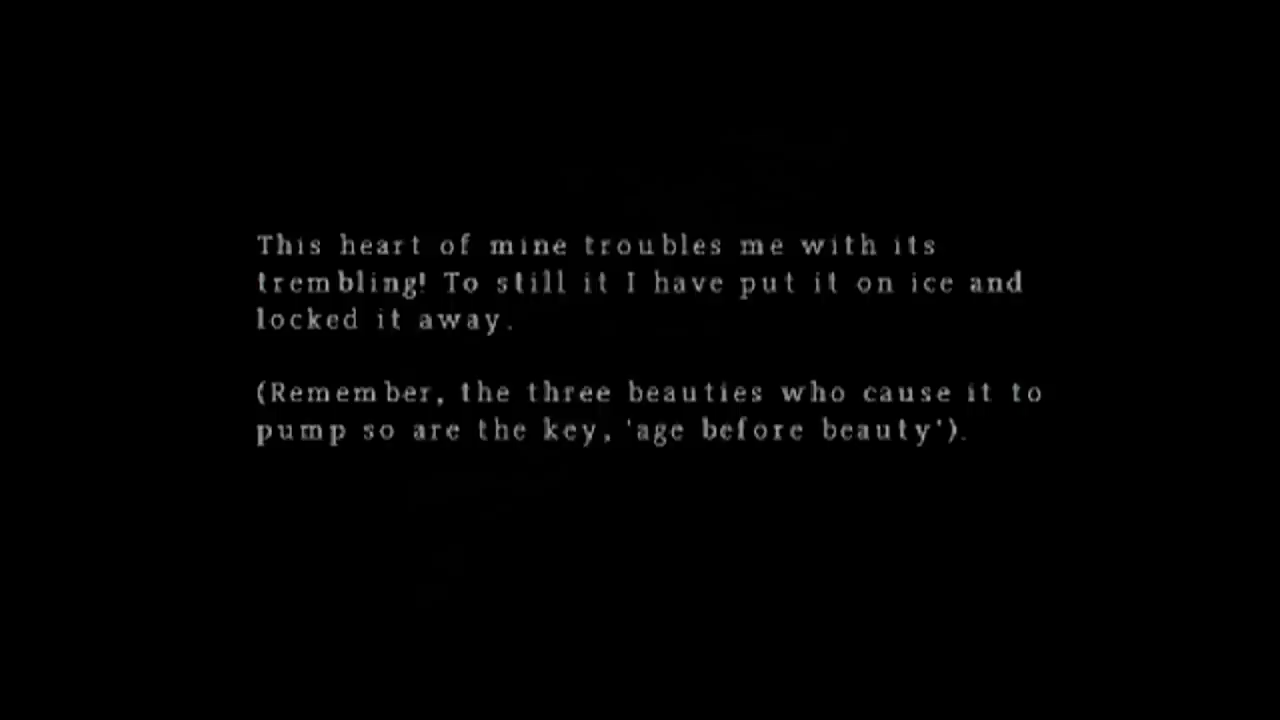 This heart of mine troubles me with its
trembling! To still it I have put it on ice and
locked it away.
(Remember, the three beauties who cause it to
pump so are the key, 'age before beauty').